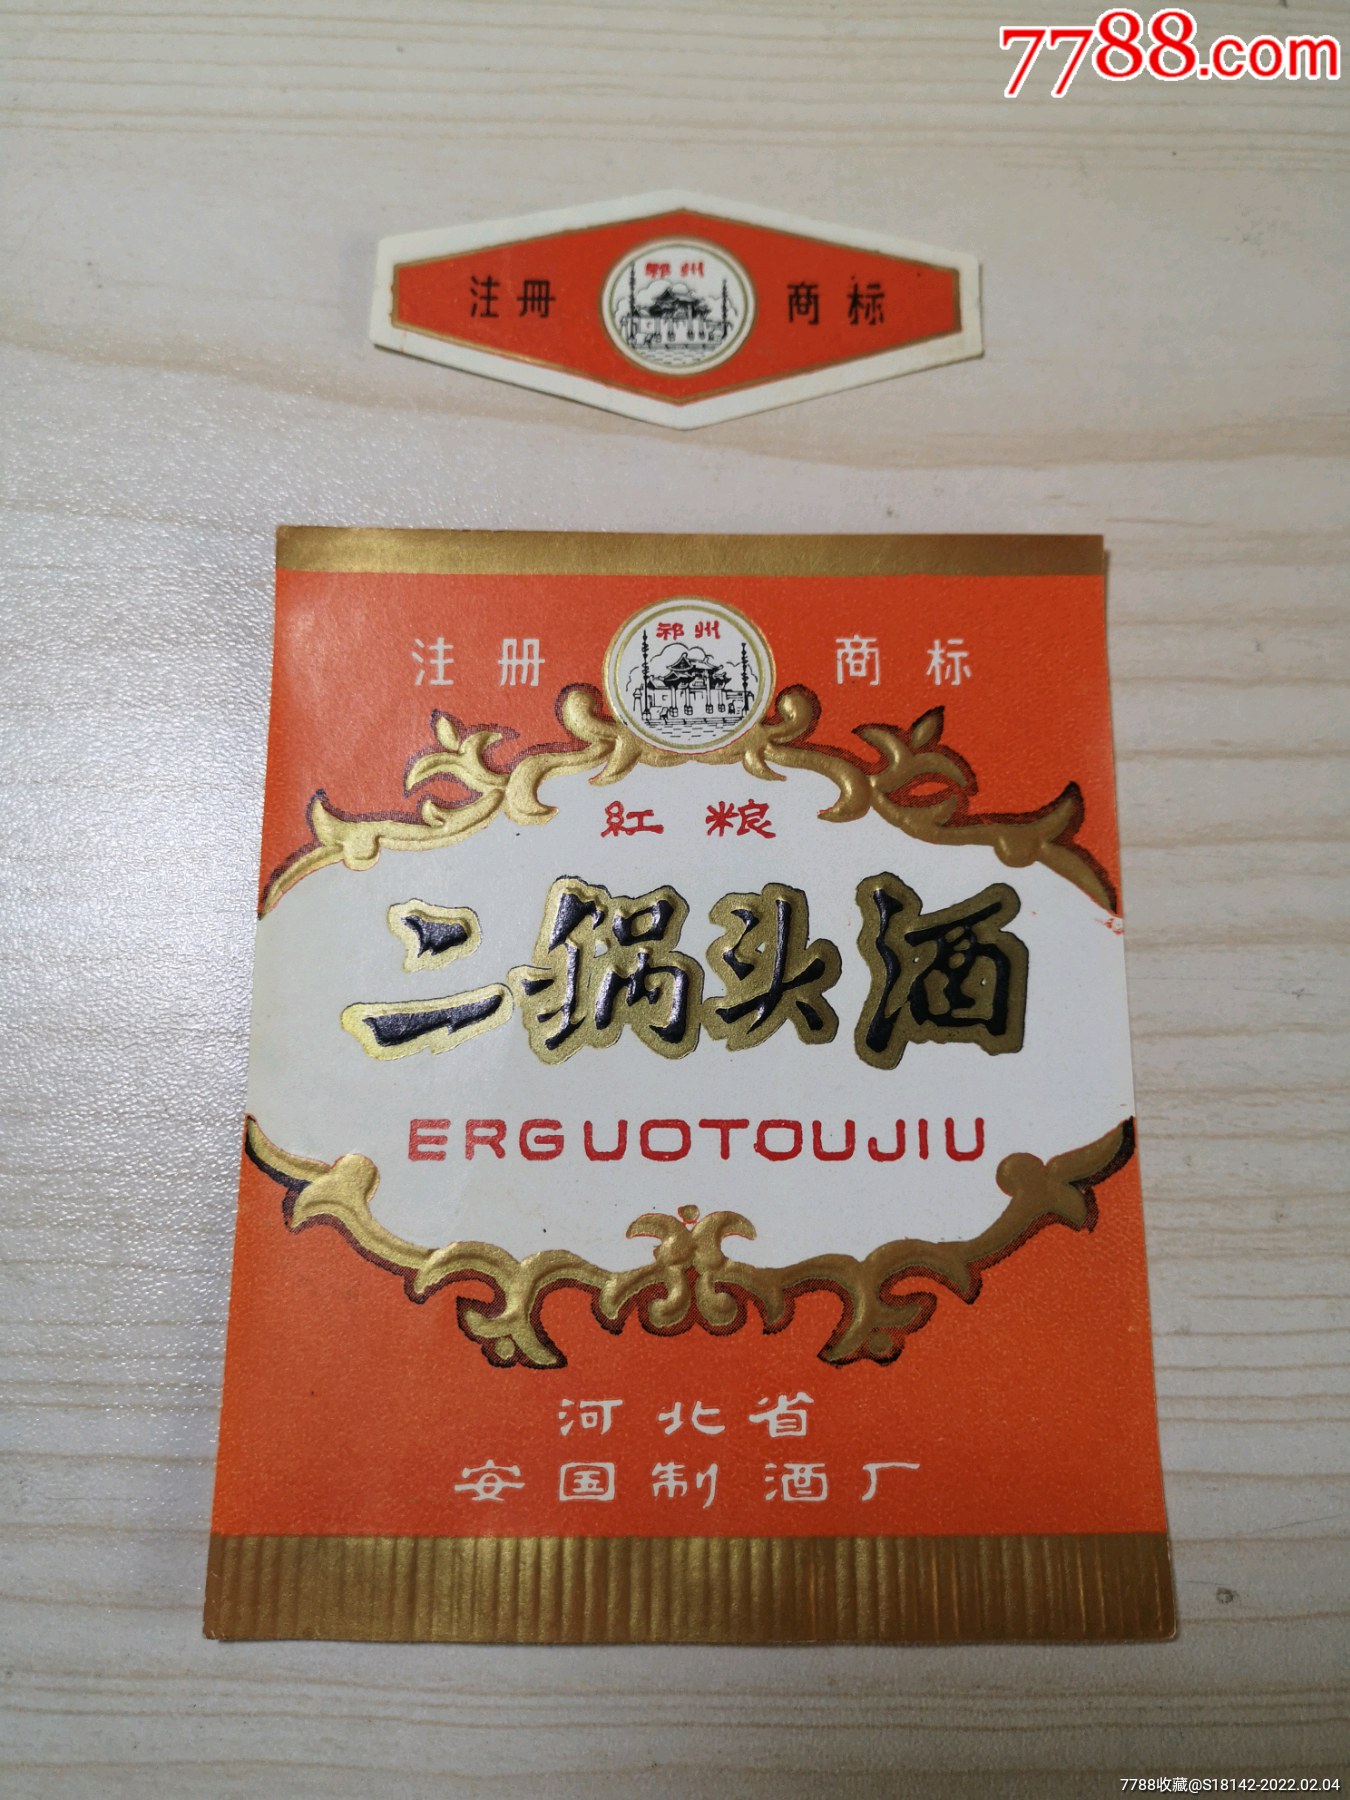 7788.com
祁州
注册 商标
祁州
注册 商标
紅粮
二锅头酒
ERGUOTOUJIU
河北省
安国制酒厂
7788收藏@S18142-2022.02.04